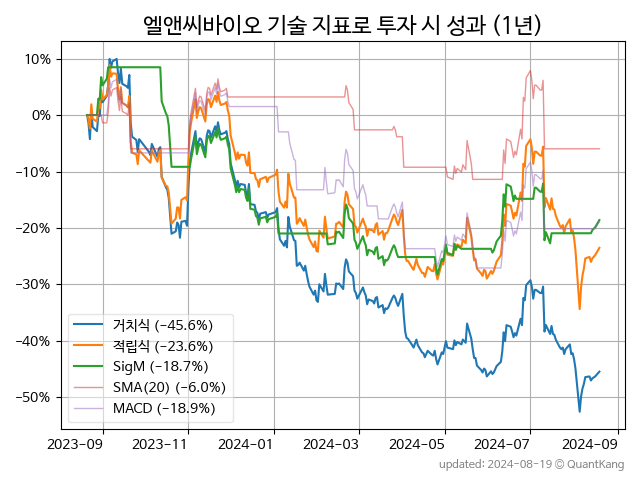 엘앤씨바이오 기술 지표로 투자 시 성과 (1년)
10%
0%
−10%
−20%
−30%
−40%
−50%
거치식 (−45.6%)
적립식 (−23.6%)
SigM (−18.7%)
SMA(20) (−6.0%)
MACD (−18.9%)
2023-09 2023-11 2024-01 2024-03 2024-05 2024-07 2024-09
updated: 2024-08-19 © QuantKang